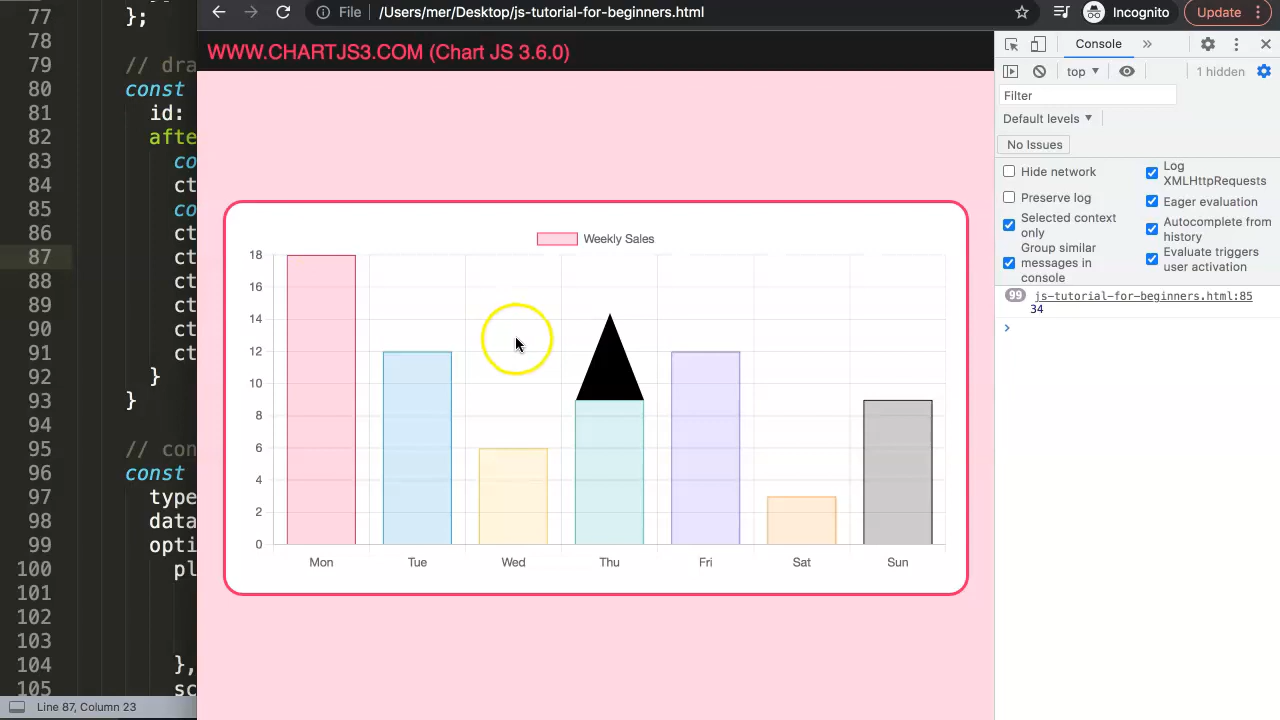 77
};
78
79
// dra
80
const
81
id:
82
afte
83
co
84
ct
85
co
86
ct
87
ct
88
ct
89
ct
90
ct
91
ct
92
}
93
}
94
95
// con
96
const
97
type
98
data
99
opti
100
pl
101
102
103
104
},
105
sc
Line 87, Column 23
File
/Users/mer/Desktop/js-tutorial-for-beginners.html
Incognito
Update
WWW.CHARTJS3.COM (Chart JS 3.6.0)
Weekly Sales
18
16
14
12
10
8
6
4
2
0
Mon Tue Wed Thu Fri Sat Sun
Console
top
1 hidden
Filter
Default levels
No Issues
Hide network
Preserve log
Selected context
only
Group similar
messages in
console
Log
XMLHttpRequests
Eager evaluation
Autocomplete from
history
Evaluate triggers
user activation
99 js-tutorial-for-beginners.html:85
34